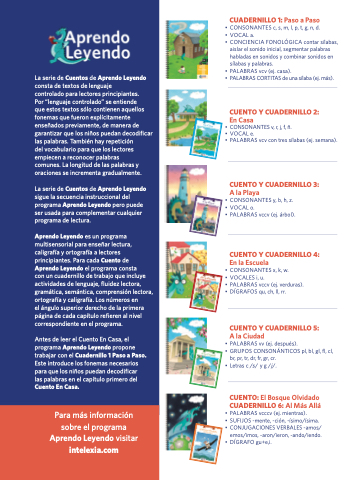 Aprendo
Leyendo
La serie de Cuentos de Aprendo Leyendo
consta de textos de lenguaje
controlado para lectores principiantes.
Por "lenguaje controlado" se entiende
que estos textos sólo contienen aquellos
fonemas que fueron explícitamente
enseñados previamente, de manera de
garantizar que los niños puedan decodificar
las palabras. También hay repetición
del vocabulario para que los lectores
empiecen a reconocer palabras
comunes. La longitud de las palabras y
oraciones se incrementa gradualmente.
La serie de Cuentos de Aprendo Leyendo
sigue la secuencia instruccional del
programa Aprendo Leyendo pero puede
ser usada para complementar cualquier
programa de lectura.
Aprendo Leyendo es un programa
multisensorial para enseñar lectura,
caligrafía y ortografía a lectores
principiantes. Para cada Cuento de
Aprendo Leyendo el programa consta
con un cuadernillo de trabajo que incluye
actividades de lenguaje, fluidez lectora,
gramática, semántica, comprensión lectora,
ortografía y caligrafía. Los números en
el ángulo superior derecho de la primera
página de cada capítulo refieren al nivel
correspondiente en el programa.
Antes de leer el Cuento En Casa, el
programa Aprendo Leyendo propone
trabajar con el Cuadernillo 1 Paso a Paso.
Este introduce los fonemas necesarios
para que los niños puedan decodificar
las palabras en el capítulo primero del
Cuento En Casa.
Para más información
sobre el programa
Aprendo Leyendo visitar
intelexia.com
CUADERNILLO 1: Paso a Paso
• CONSONANTES c, s, m, l, p, t, g, n, d.
• VOCAL a.
• CONCIENCIA FONOLÓGICA contar sílabas,
aislar el sonido inicial, segmentar palabras
habladas en sonidos y combinar sonidos en
sílabas y palabras.
• PALABRAS vcv (ej. casa).
• PALABRAS CORTITAS de una sílaba (ej. más).
CUENTO Y CUADERNILLO 2:
En Casa
• CONSONANTES v, r, j, f, ñ.
• VOCAL e.
• PALABRAS vcv con tres sílabas (ej. semana).
CUENTO Y CUADERNILLO 3:
A la Playa
• CONSONANTES y, b, h, z.
• VOCAL o.
• PALABRAS vccv (ej. árbol).
CUENTO Y CUADERNILLO 4:
En la Escuela
• CONSONANTES x, k, w.
• VOCALES i, u.
• PALABRAS vccv (ej. verduras).
• DÍGRAFOS qu, ch, ll, rr.
CUENTO Y CUADERNILLO 5:
A la Ciudad
• PALABRAS vv (ej. después).
• GRUPOS CONSONÁNTICOS pl, bl, gl, fl, cl,
br, pr, tr, dr, fr, gr, cr.
• Letras c /s/ y g /j/.
CUENTO: El Bosque Olvidado
CUADERNILLO 6: Al Más Allá
• PALABRAS vcccv (ej. mientras).
• SUFIJOS -mente, -ción, -ísimo/ísima.
• CONJUGACIONES VERBALES -amos/
emos/imos, -aron/ieron, -ando/iendo.
• DÍGRAFO gu+e,i.